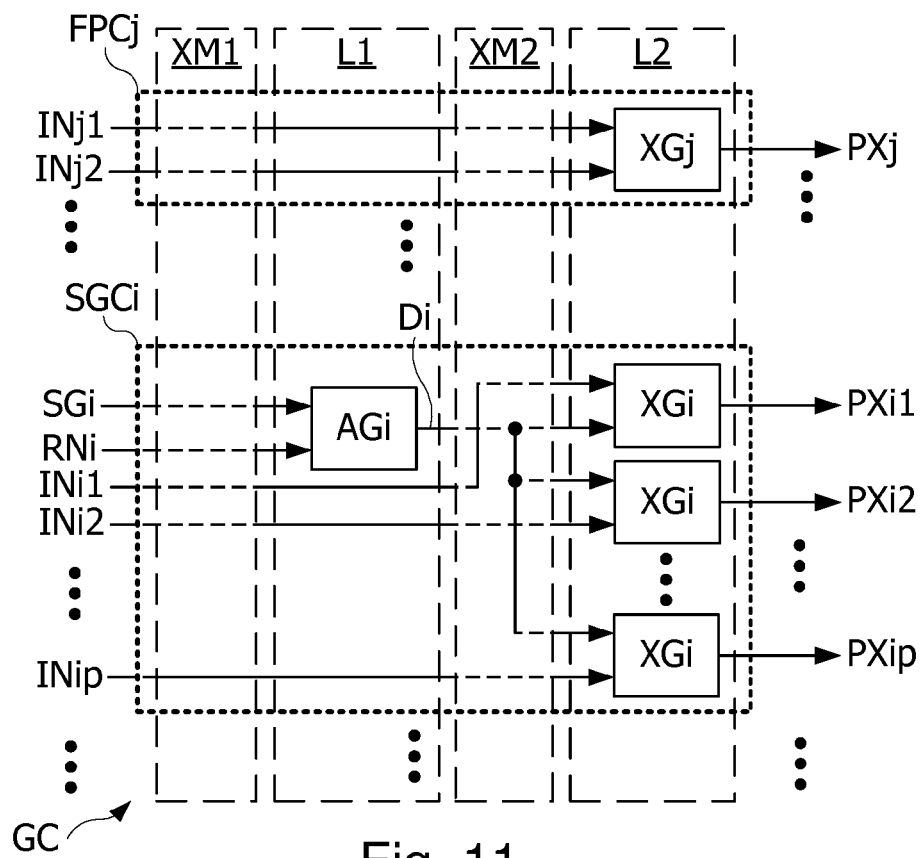 FPCj
XM1 L1 XM2 L2
INj1
INj2
XGj
PXj
SGCi
Di
SGi
RNi
AGi
XGi
PXi1
INi1
INi2
XGi
PXi2
INip
XGi
PXip
GC
Fig. 11